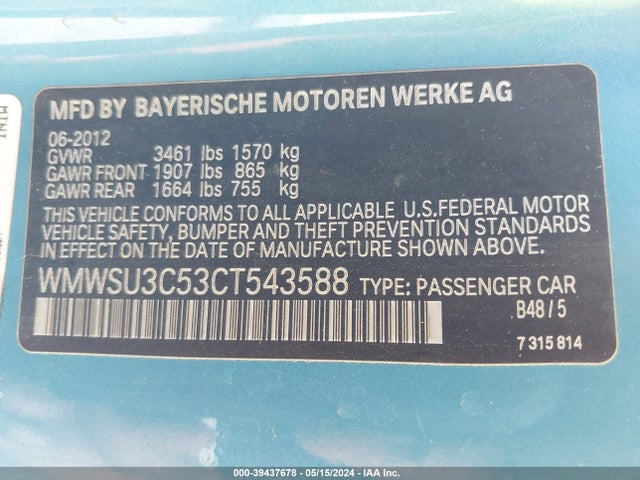 MFD BY BAYERISCHE MOTOREN WERKE AG
06-2012
GVWR 3461 lbs 1570 kg
GAWR FRONT 1907 lbs 865 kg
GAWR REAR 1664 lbs 755 kg
THIS VEHICLE CONFORMS TO ALL APPLICABLE U.S.FEDERAL MOTOR
VEHICLE SAFETY, BUMPER AND THEFT PREVENTION STANDARDS
IN EFFECT ON THE DATE OF MANUFACTURE SHOWN ABOVE.
WMWSU3C53CT543588 TYPE: PASSENGER CAR
B48 / 5
7 315 814
MINI
000-39437678 - 05/15/2024 - IAA Inc.